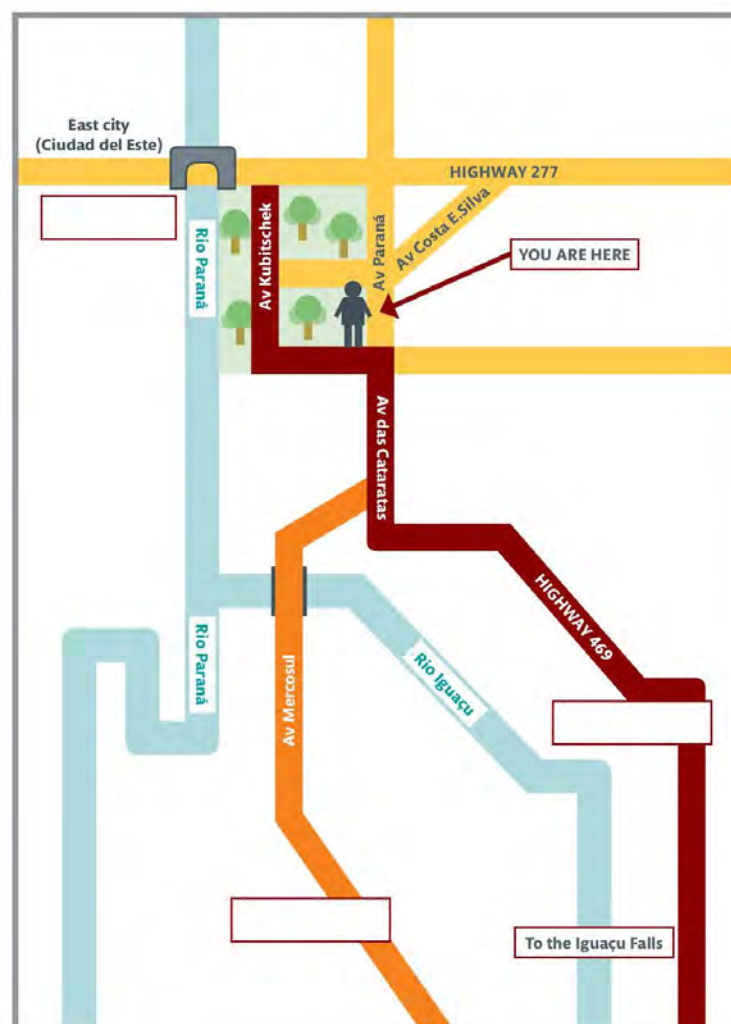 East city
(Ciudad del Este)
HIGHWAY 277
Rio Paraná
Av Kubitschek
Av Paraná
Av Costa E.Silva
YOU ARE HERE
Av das Cataratas
HIGHWAY 469
Rio Paraná
Av Mercosul
Rio Iguaçu
To the Iguaçu Falls